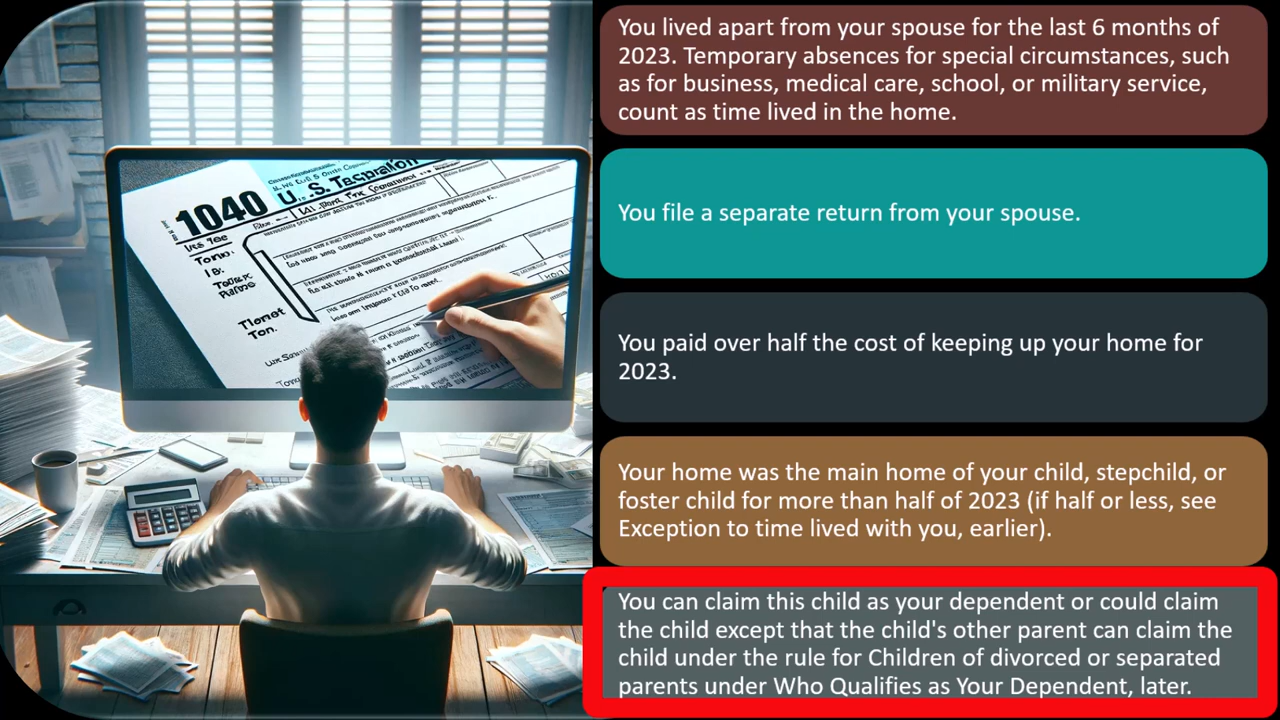 1040
U.S.
You lived apart from your spouse for the last 6 months of
2023. Temporary absences for special circumstances, such
as for business, medical care, school, or military service,
count as time lived in the home.
You file a separate return from your spouse.
You paid over half the cost of keeping up your home for
2023.
Your home was the main home of your child, stepchild, or
foster child for more than half of 2023 (if half or less, see
Exception to time lived with you, earlier).
You can claim this child as your dependent or could claim
the child except that the child's other parent can claim the
child under the rule for Children of divorced or separated
parents under Who Qualifies as Your Dependent, later.